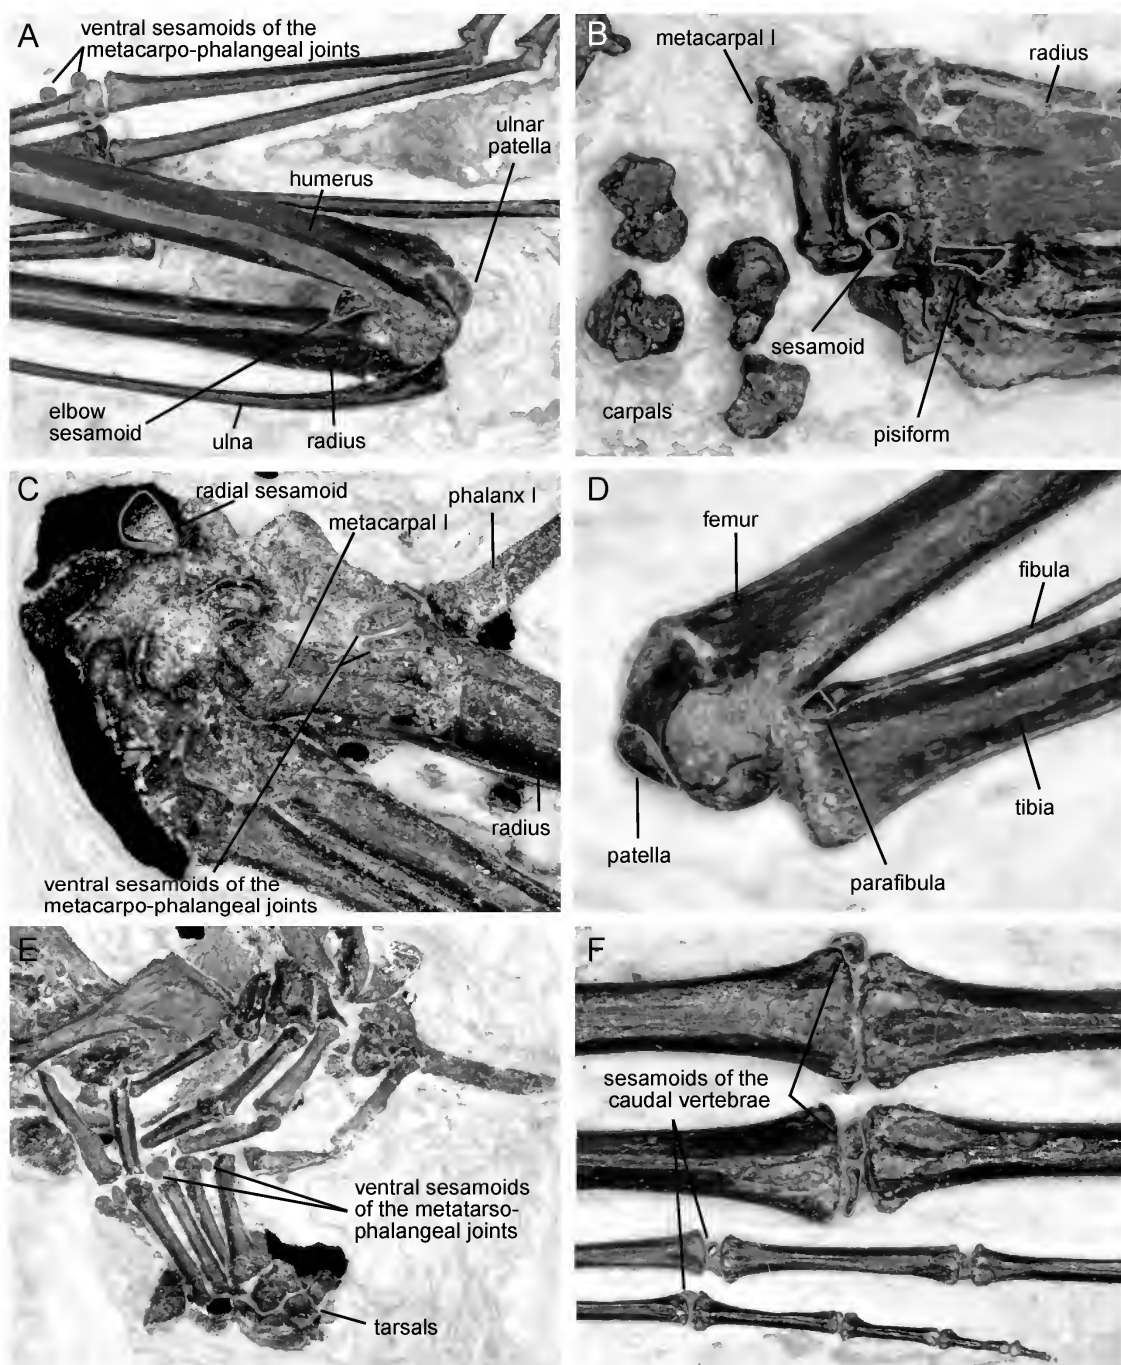 A
ventral sesamoids of the
metacarpo-phalangeal joints
ulnar
patella
humerus
elbow
sesamoid
ulna
radius
B
metacarpal I
radius
sesamoid
carpals
pisiform
C
radial sesamoid
phalanx I
metacarpal I
radius
ventral sesamoids of the
metacarpo-phalangeal joints
D
femur
fibula
tibia
patella
parafibula
E
ventral sesamoids
of the metatarso-
phalangeal joints
tarsals
F
sesamoids of the
caudal vertebrae